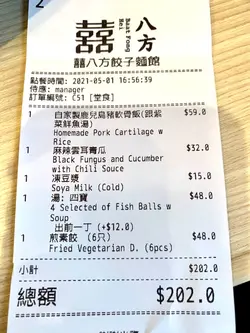 2
囍
Baat Fong
Hei
八
方
囍八方餃子麵館
點餐時間: 2021-05-01 16:56:39
侍應: manager
訂單編號: C51 [堂食]
1 自家製鹿兒島豬軟骨飯(跟紫 $59.0
菜鮮魚湯)
Homemade Pork Cartilage w
Rice
1 麻辣雲耳青瓜 $32.0
Black Fungus and Cucumber
with Chili Souce
1 凍豆漿 $15.0
Soya Milk (Cold)
1 湯: 四寶 $48.0
4 Selected of Fish Balls w
Soup
出前一丁 (+$12.0)
1 煎素餃 (6只) $48.0
Fried Vegetarian D. (6pcs)
小計 $202.0
總額 $202.0